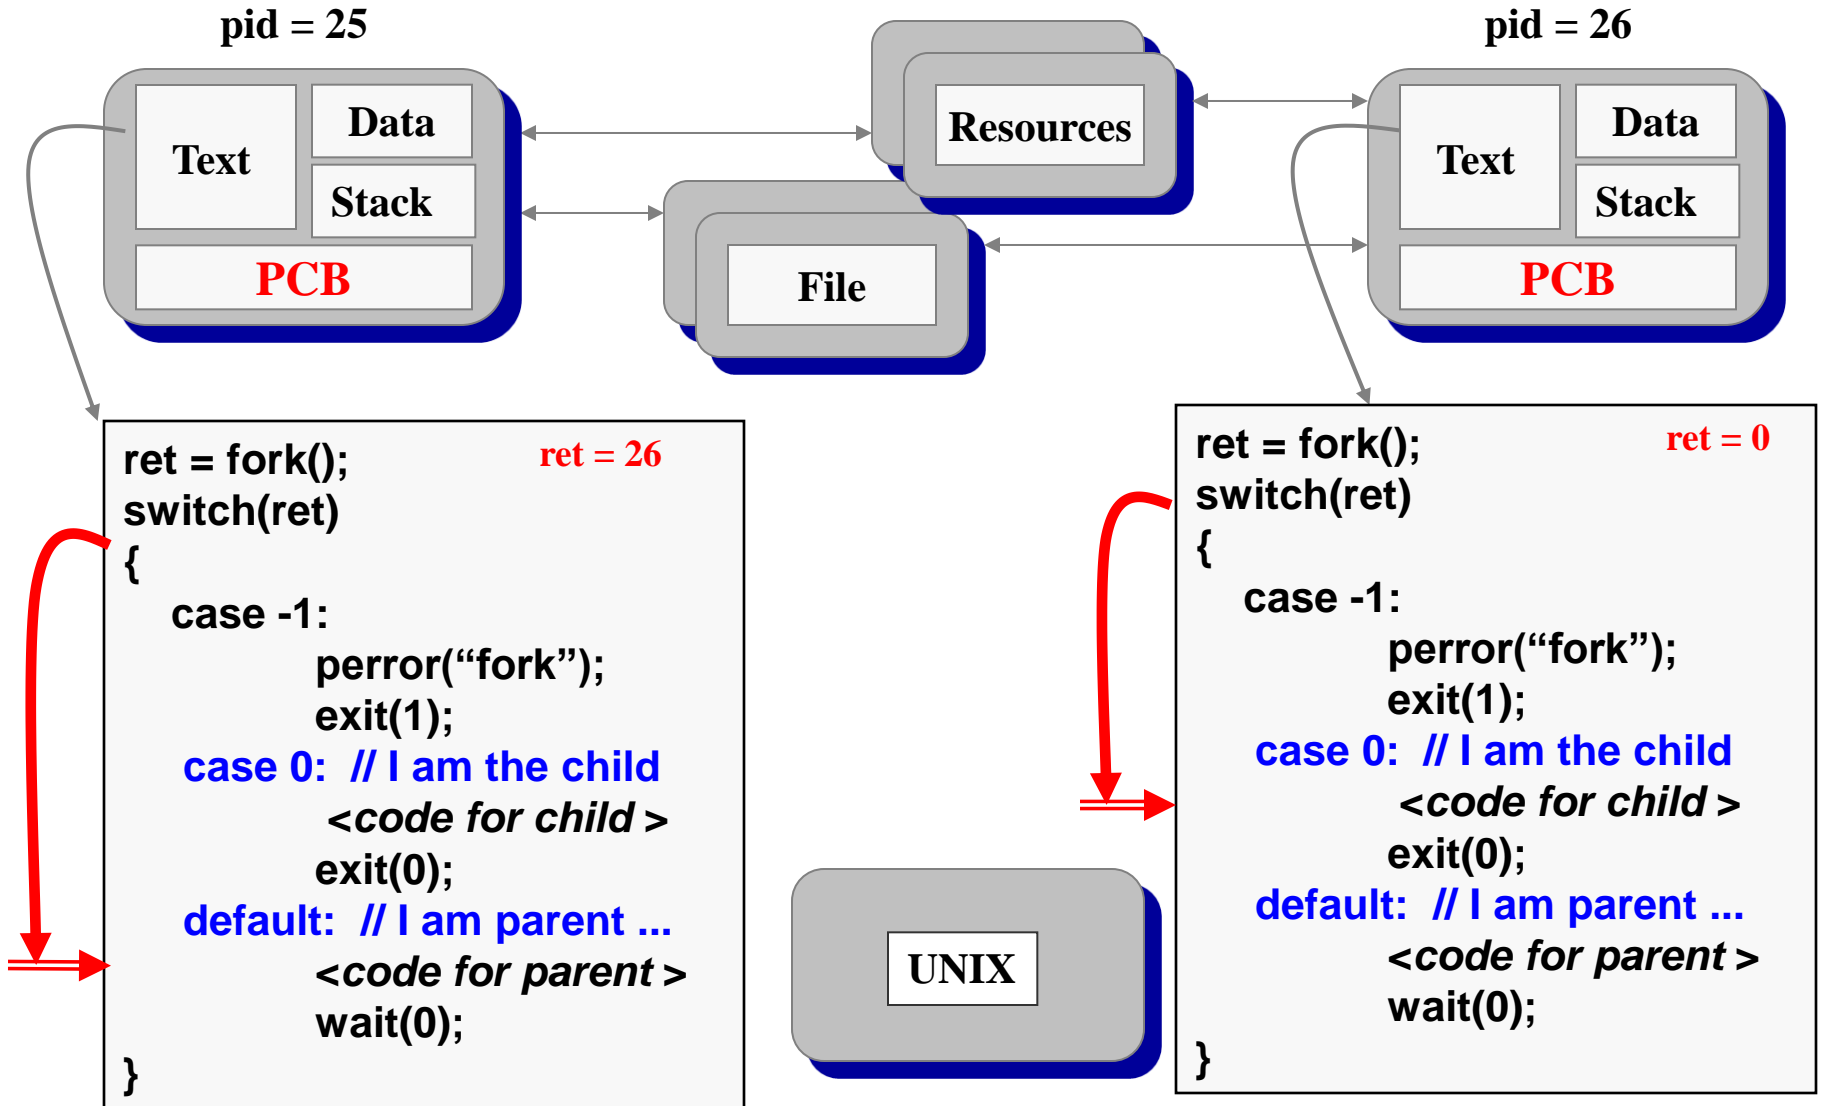 pid = 25
pid = 26
Text
Data
Stack
PCB
Resources
File
Text
Data
Stack
PCB
ret = fork();
ret = 26
switch(ret)
{
case -1:
perror(“fork”);
exit(1);
case 0:  // I am the child
<code for child >
exit(0);
default:  // I am parent ...
<code for parent >
wait(0);
}
UNIX
ret = fork();
ret = 0
switch(ret)
{
case -1:
perror(“fork”);
exit(1);
case 0:  // I am the child
<code for child >
exit(0);
default:  // I am parent ...
<code for parent >
wait(0);
}